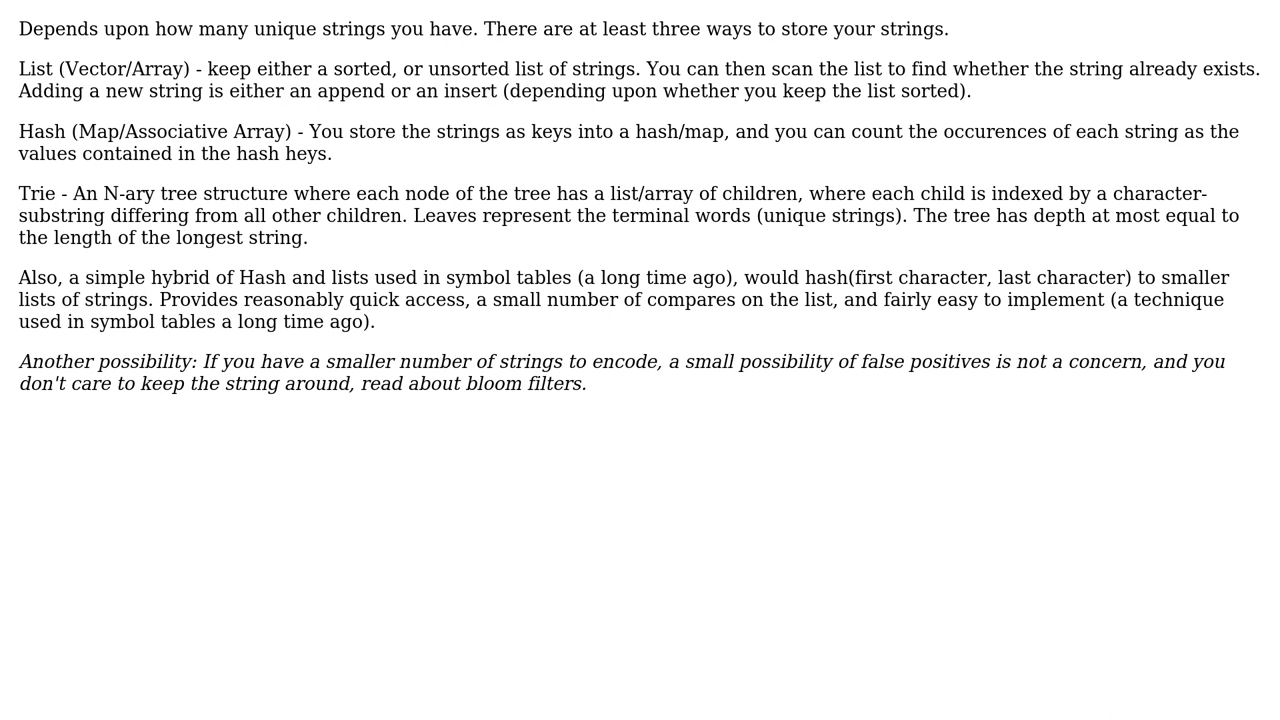 Depends upon how many unique strings you have. There are at least three ways to store your strings.
List (Vector/Array) - keep either a sorted, or unsorted list of strings. You can then scan the list to find whether the string already exists.
Adding a new string is either an append or an insert (depending upon whether you keep the list sorted).
Hash (Map/Associative Array) - You store the strings as keys into a hash/map, and you can count the occurences of each string as the
values contained in the hash heys.
Trie - An N-ary tree structure where each node of the tree has a list/array of children, where each child is indexed by a character-
substring differing from all other children. Leaves represent the terminal words (unique strings). The tree has depth at most equal to
the length of the longest string.
Also, a simple hybrid of Hash and lists used in symbol tables (a long time ago), would hash(first character, last character) to smaller
lists of strings. Provides reasonably quick access, a small number of compares on the list, and fairly easy to implement (a technique
used in symbol tables a long time ago).
Another possibility: If you have a smaller number of strings to encode, a small possibility of false positives is not a concern, and you
don't care to keep the string around, read about bloom filters.